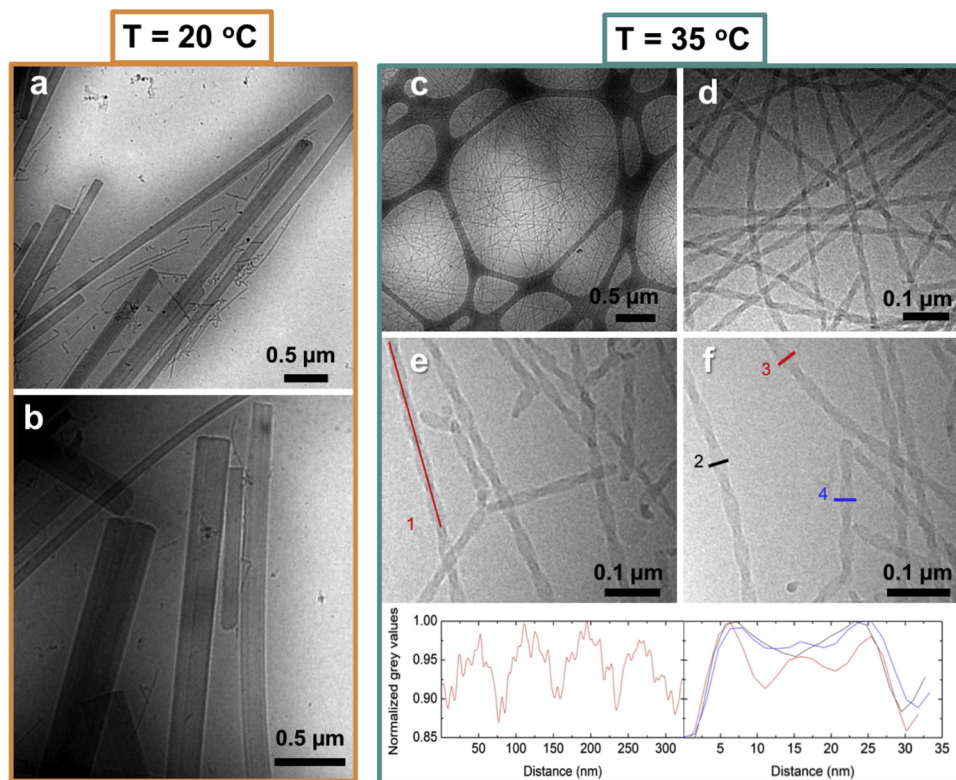 T = 20 °C
T = 35 °C
a
0.5 µm
b
0.5 µm
c
0.5 µm
d
0.1 µm
e
1
0.1 µm
f
3
2
4
0.1 µm
Normalized grey values
1.00
0.95
0.90
0.85
50 100 150 200 250 300
Distance (nm)
5 10 15 20 25 30 35
Distance (nm)